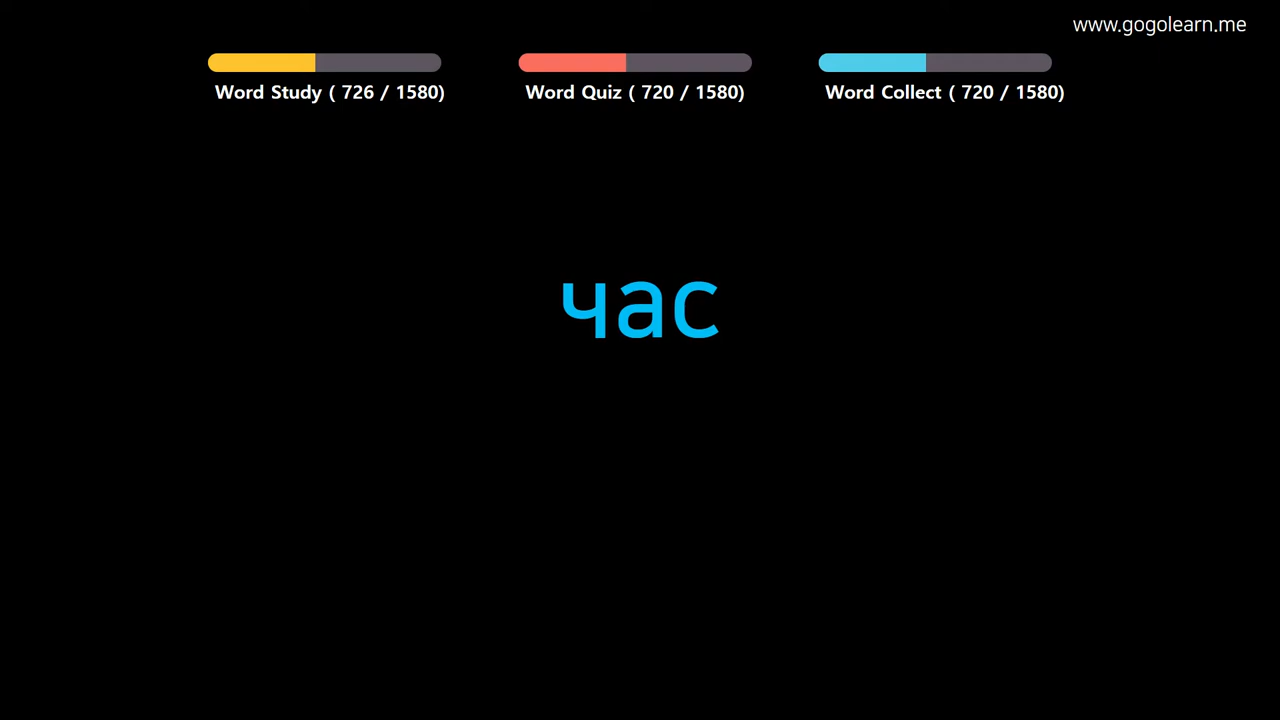 www.gogolearn.me
Word Study ( 726 / 1580)
Word Quiz ( 720 / 1580)
Word Collect ( 720 / 1580)
час